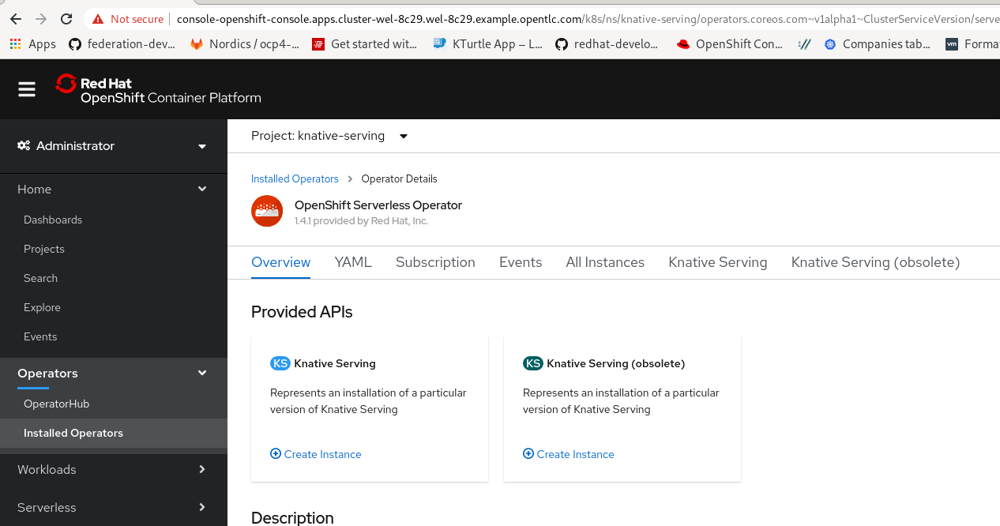 Not secure | console-openshift-console.apps.cluster-wel-8c29.wel-8c29.example.opentlc.com/k8s/ns/knative-serving/operators.coreos.com~v1alpha1~ClusterServiceVersion/serve
Apps federation-dev... Nordics / ocp4-... Get started wit... KTurtle App – L... redhat-develo... OpenShift Con... Companies tab... vm Forma
Red Hat
OpenShift Container Platform
Administrator
Home
Dashboards
Projects
Search
Explore
Events
Operators
OperatorHub
Installed Operators
Workloads
Serverless
Project: knative-serving
Installed Operators > Operator Details
OpenShift Serverless Operator
1.4.1 provided by Red Hat, Inc.
Overview YAML Subscription Events All Instances Knative Serving Knative Serving (obsolete)
Provided APIs
KS Knative Serving
Represents an installation of a particular
version of Knative Serving
Create Instance
KS Knative Serving (obsolete)
Represents an installation of a particular
version of Knative Serving
Create Instance
Description